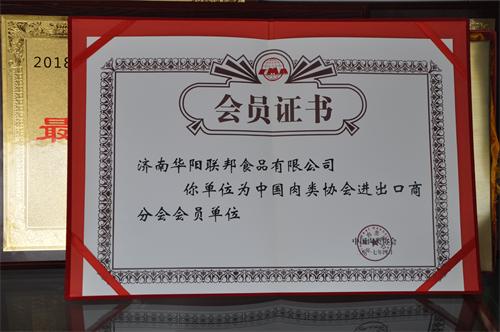 2018
最
会员证书
济南华阳联邦食品有限公司
你单位为中国肉类协会进出口商
分会会员单位